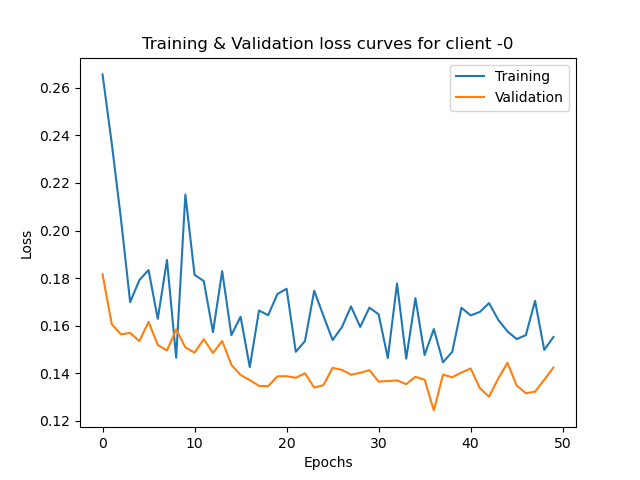 Training & Validation loss curves for client -0
Training
Validation
Loss
0.26
0.24
0.22
0.20
0.18
0.16
0.14
0.12
0 10 20 30 40 50
Epochs